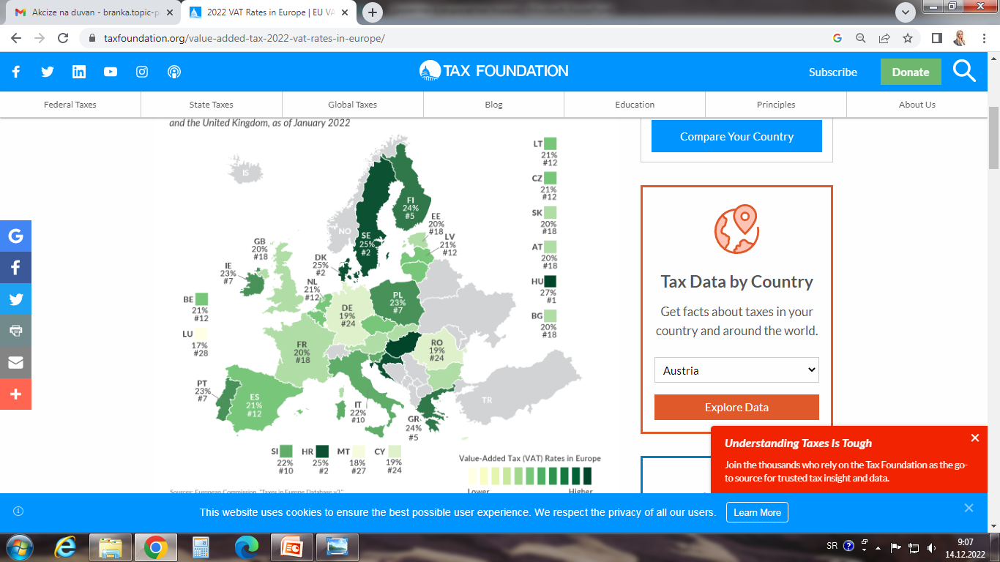 Akcize na duvan - branka.topic-p
2022 VAT Rates in Europe | EU VA
taxfoundation.org/value-added-tax-2022-vat-rates-in-europe/
TAX FOUNDATION
Subscribe
Donate
Federal Taxes
State Taxes
Global Taxes
Blog
Education
Principles
About Us
and the United Kingdom, as of January 2022
IS
NO
SE
25%
#2
FI
24%
#5
EE
20%
#18
LV
21%
#12
GB
20%
#18
IE
23%
#7
DK
25%
#2
NL
21%
#12
BE
21%
#12
LU
17%
#28
DE
19%
#24
PL
23%
#7
FR
20%
#18
RO
19%
#24
PT
23%
#7
ES
21%
#12
IT
22%
#10
GR
24%
#5
TR
LT
21%
#12
CZ
21%
#12
SK
20%
#18
AT
20%
#18
HU
27%
#1
BG
20%
#18
SI
22%
#10
HR
25%
#2
MT
18%
#27
CY
19%
#24
Value-Added Tax (VAT) Rates in Europe
Lower
Higher
Sources: European Commission, "Taxes in Europe Database v3"
Compare Your Country
Tax Data by Country
Get facts about taxes in your
country and around the world.
Austria
Explore Data
Understanding Taxes Is Tough
Join the thousands who rely on the Tax Foundation as the go-
to source for trusted tax insight and data.
This website uses cookies to ensure the best possible user experience. We respect the privacy of all our users.
Learn More
SR
9:07
14.12.2022